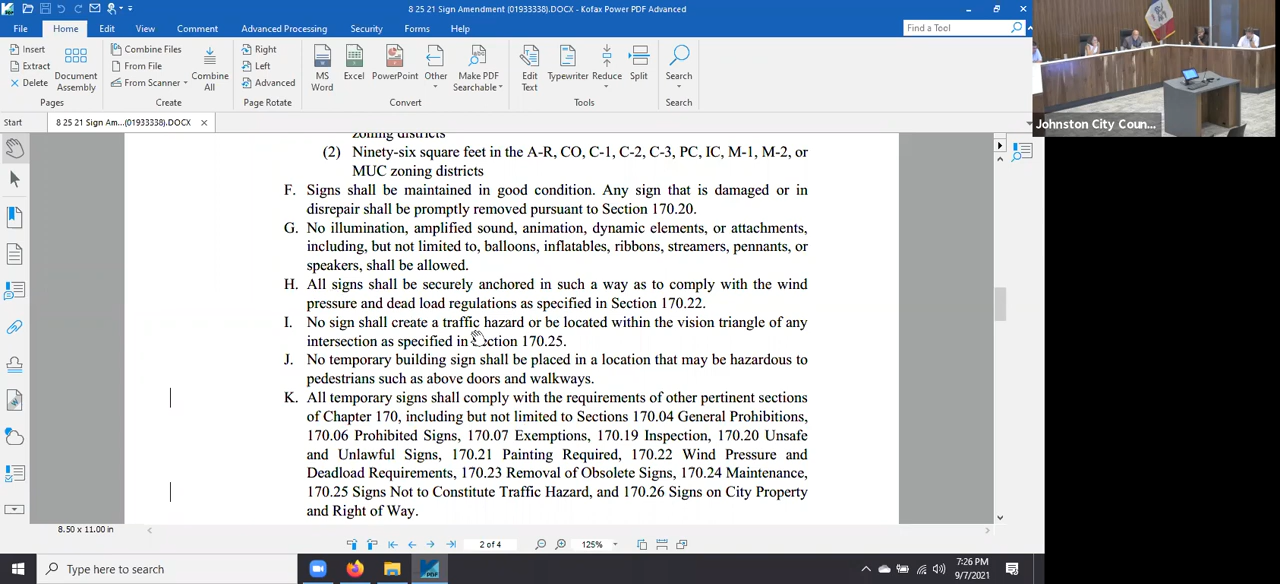 8 25 21 Sign Amendment (01933338).DOCX - Kofax Power PDF Advanced
File Home Edit View Comment Advanced Processing Security Forms Help
Find a Tool
Insert
Extract
Delete
Document
Assembly
Pages
Combine Files
From File
From Scanner
Combine
All
Create
Right
Left
Advanced
Page Rotate
MS
Word
Excel
PowerPoint
Other
Make PDF
Searchable
Convert
Edit
Text
Typewriter
Reduce
Split
Tools
Search
Search
Start
8 25 21 Sign Am...(01933338).DOCX
zoning districts
(2) Ninety-six square feet in the A-R, CO, C-1, C-2, C-3, PC, IC, M-1, M-2, or
MUC zoning districts
F. Signs shall be maintained in good condition. Any sign that is damaged or in
disrepair shall be promptly removed pursuant to Section 170.20.
G. No illumination, amplified sound, animation, dynamic elements, or attachments,
including, but not limited to, balloons, inflatables, ribbons, streamers, pennants, or
speakers, shall be allowed.
H. All signs shall be securely anchored in such a way as to comply with the wind
pressure and dead load regulations as specified in Section 170.22.
I. No sign shall create a traffic hazard or be located within the vision triangle of any
intersection as specified in Section 170.25.
J. No temporary building sign shall be placed in a location that may be hazardous to
pedestrians such as above doors and walkways.
K. All temporary signs shall comply with the requirements of other pertinent sections
of Chapter 170, including but not limited to Sections 170.04 General Prohibitions,
170.06 Prohibited Signs, 170.07 Exemptions, 170.19 Inspection, 170.20 Unsafe
and Unlawful Signs, 170.21 Painting Required, 170.22 Wind Pressure and
Deadload Requirements, 170.23 Removal of Obsolete Signs, 170.24 Maintenance,
170.25 Signs Not to Constitute Traffic Hazard, and 170.26 Signs on City Property
and Right of Way.
8.50 x 11.00 in
2 of 4
125%
Type here to search
PDF
7:26 PM
9/7/2021
Johnston City Coun...